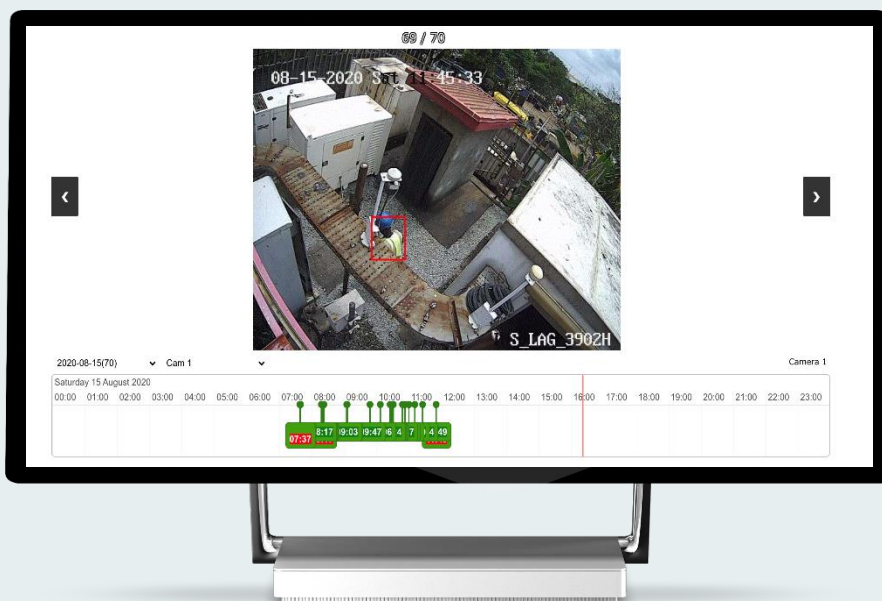 69 / 70
08-15-2020 Sat 11:45:33
S_LAG_3902H
2020-08-15(70) Cam 1 Camera 1
Saturday 15 August 2020
00:00 01:00 02:00 03:00 04:00 05:00 06:00 07:00 08:00 09:00 10:00 11:00 12:00 13:00 14:00 15:00 16:00 17:00 18:00 19:00 20:00 21:00 22:00 23:00
07:37 8:17 9:03 9:47 4 7 4 49